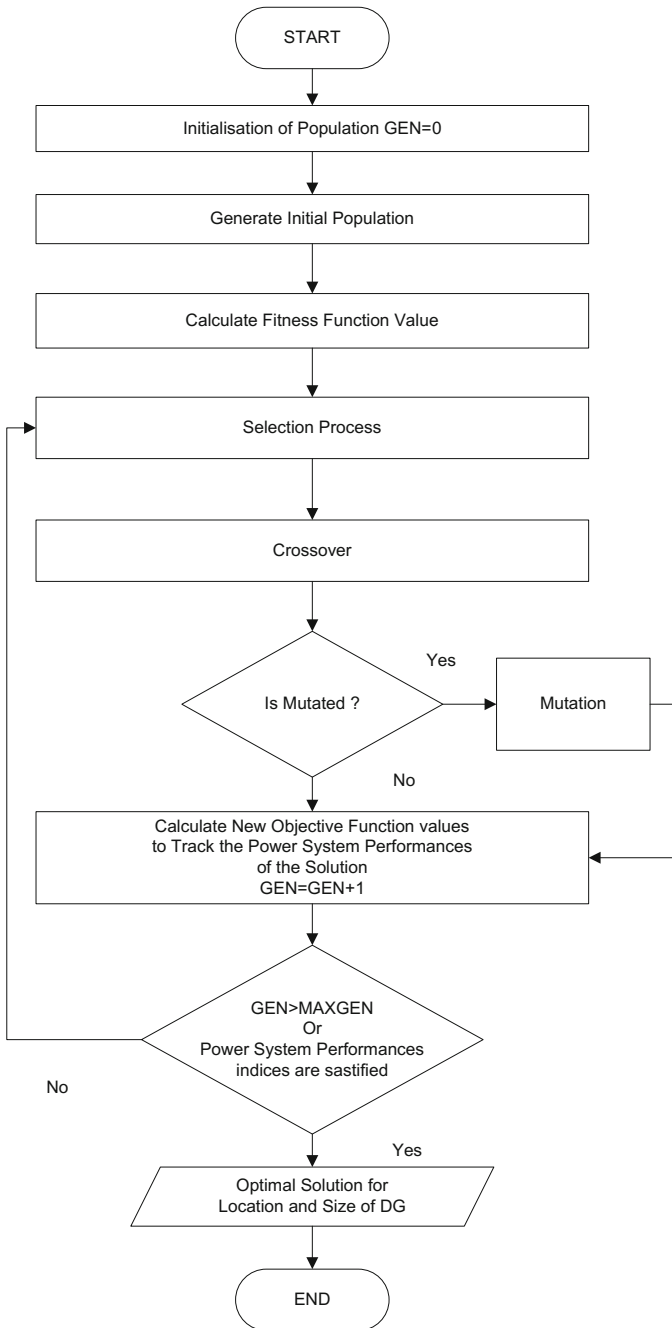 START
Initialisation of Population GEN=0
Generate Initial Population
Calculate Fitness Function Value
Selection Process
Crossover
Is Mutated ?
Yes
Mutation
No
Calculate New Objective Function values
to Track the Power System Performances
of the Solution
GEN=GEN+1
GEN>MAXGEN
Or
Power System Performances
indices are sastified
No
Yes
Optimal Solution for
Location and Size of DG
END